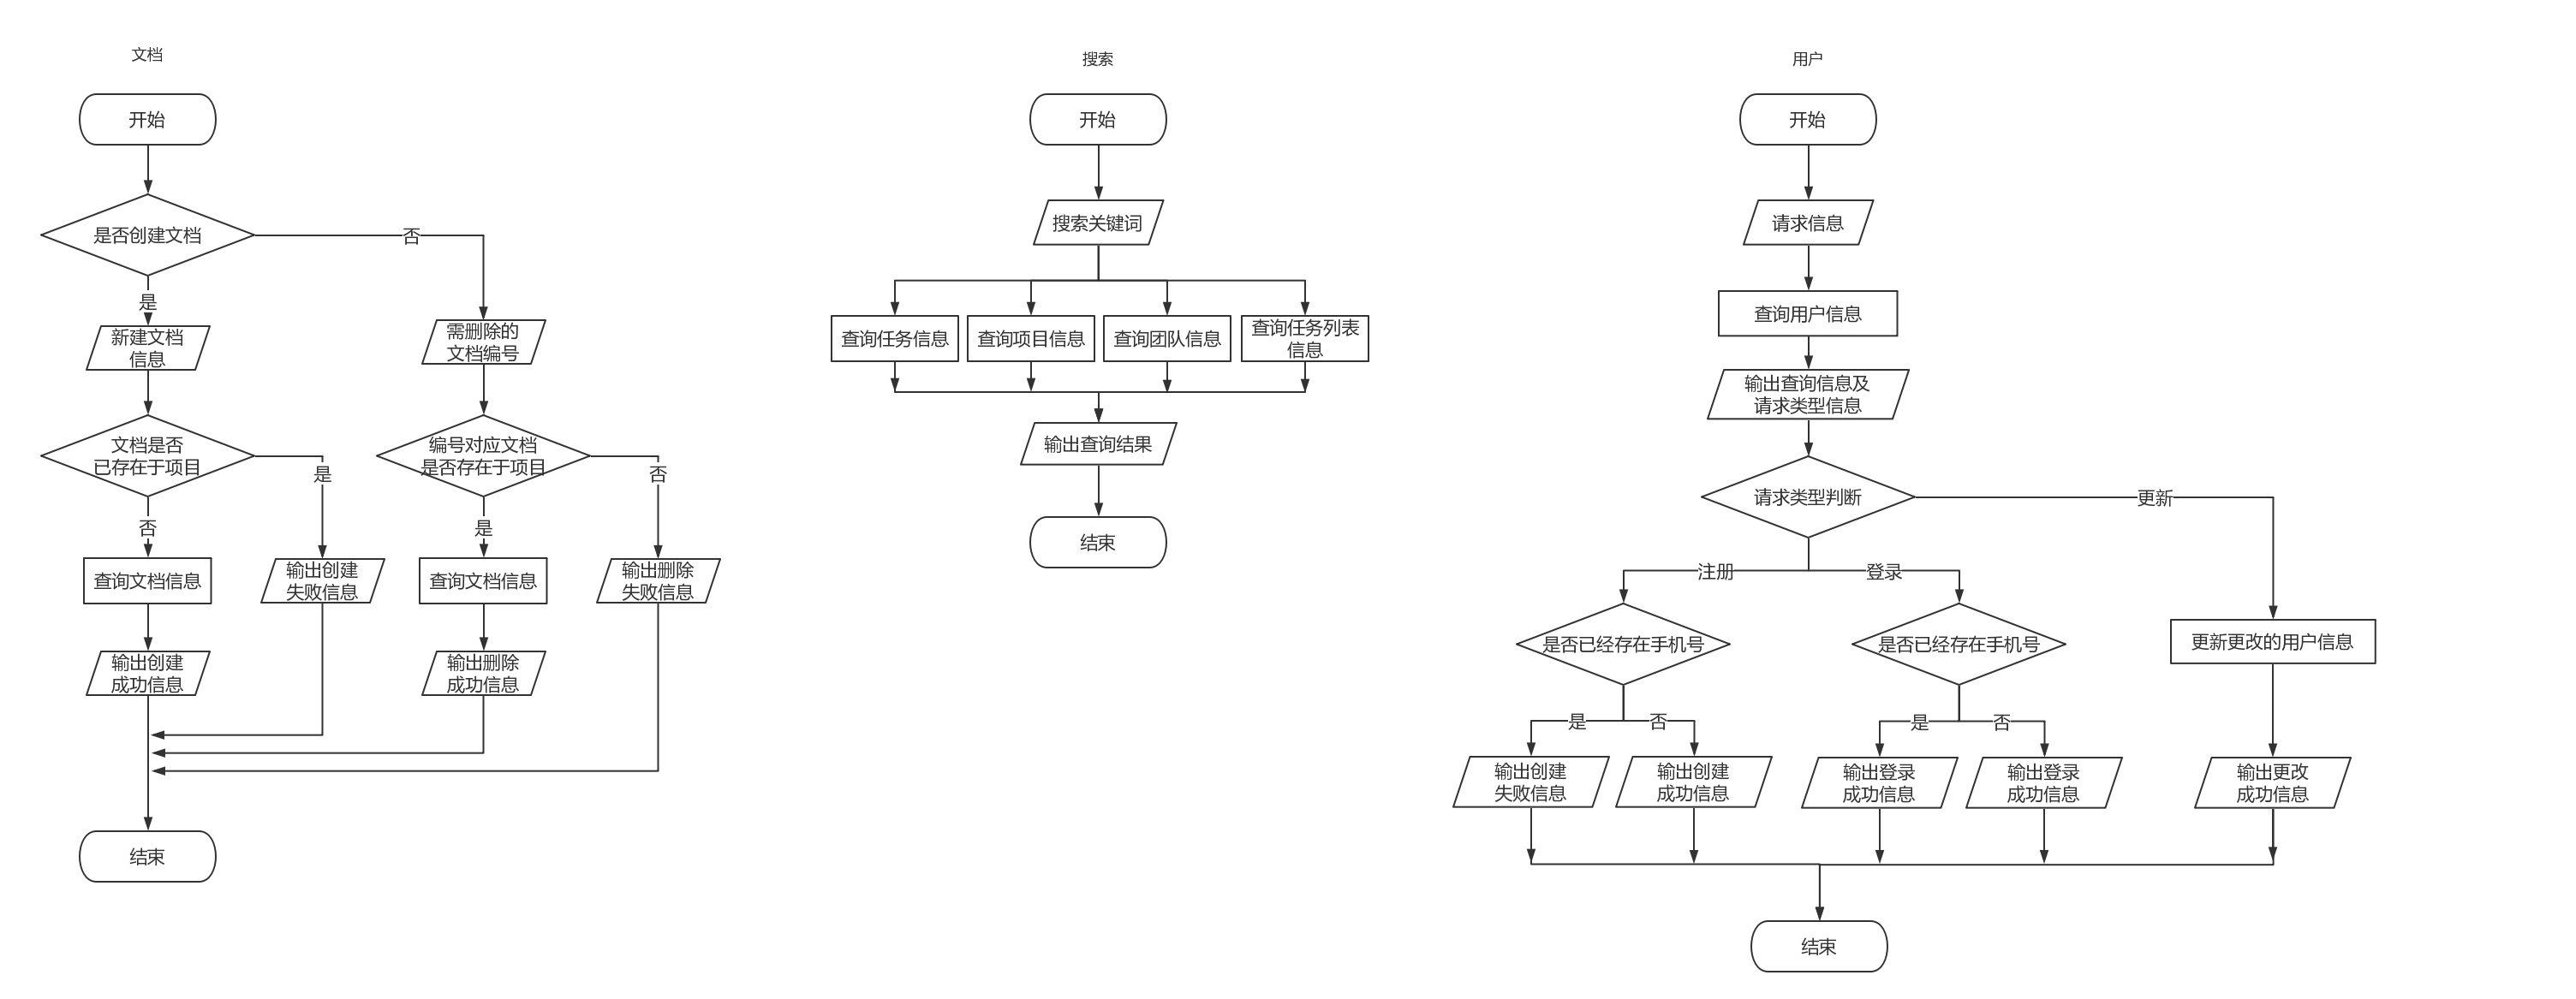 文档
开始
是否创建文档
否
是
新建文档
信息
需删除的
文档编号
文档是否
已存在于项目
是
编号对应文档
是否存在于项目
否
否
是
查询文档信息
输出创建
失败信息
查询文档信息
输出删除
失败信息
输出创建
成功信息
输出删除
成功信息
结束
搜索
开始
搜索关键词
查询任务信息
查询项目信息
查询团队信息
查询任务列表
信息
输出查询结果
结束
用户
开始
请求信息
查询用户信息
输出查询信息及
请求类型信息
请求类型判断
更新
注册
登录
是否已经存在手机号
是否已经存在手机号
更新更改的用户信息
是
否
是
否
输出创建
失败信息
输出创建
成功信息
输出登录
成功信息
输出登录
成功信息
输出更改
成功信息
结束